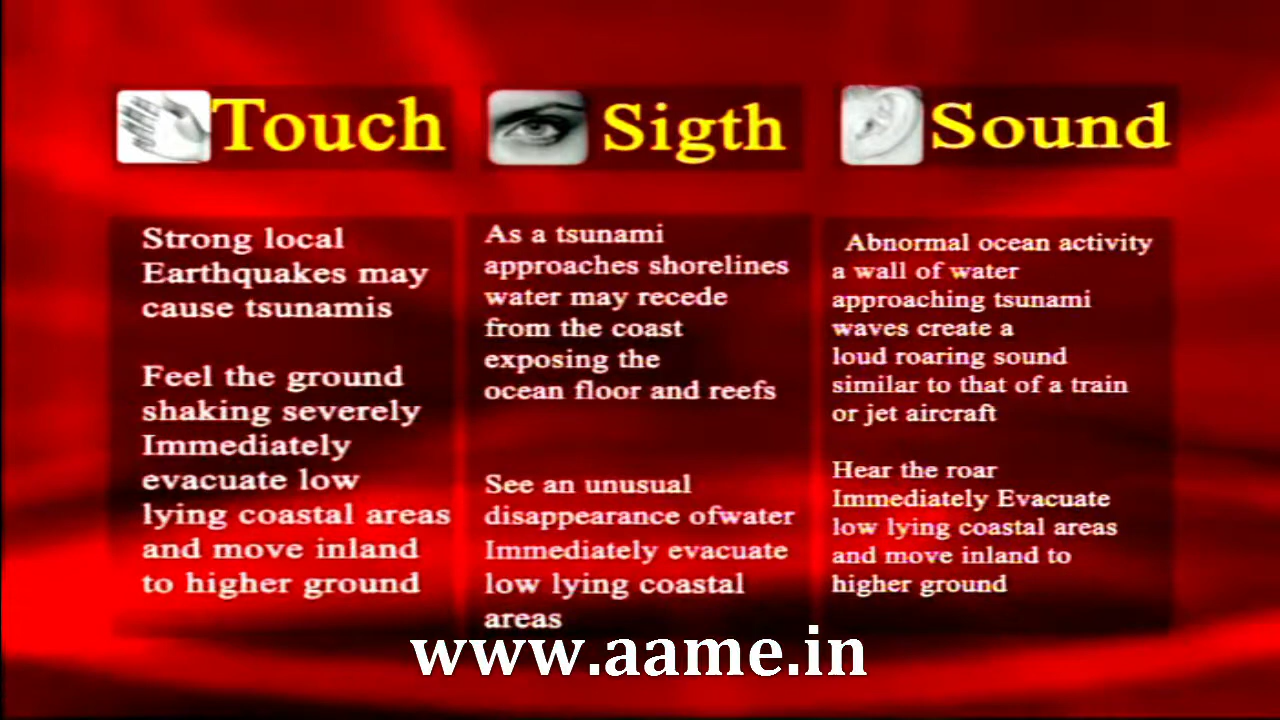 Touch
Strong local
Earthquakes may
cause tsunamis
Feel the ground
shaking severely
Immediately
evacuate low
lying coastal areas
and move inland
to higher ground
Sigth
As a tsunami
approaches shorelines
water may recede
from the coast
exposing the
ocean floor and reefs
See an unusual
disappearance ofwater
Immediately evacuate
low lying coastal
areas
Sound
Abnormal ocean activity
a wall of water
approaching tsunami
waves create a
loud roaring sound
similar to that of a train
or jet aircraft
Hear the roar
Immediately Evacuate
low lying coastal areas
and move inland to
higher ground
www.aame.in